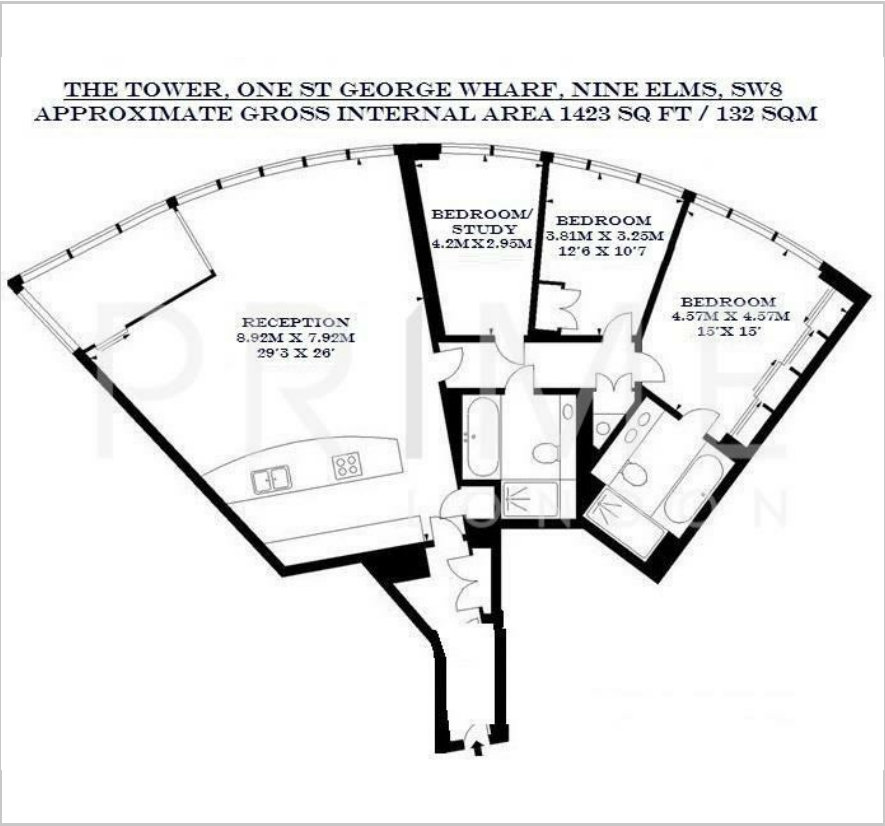 THE TOWER, ONE ST GEORGE WHARF, NINE ELMS, SW8
APPROXIMATE GROSS INTERNAL AREA 1423 SQ FT / 132 SQM
BEDROOM/
STUDY
4.2MX2.95M
BEDROOM
3.81M X 3.25M
12'6 X 10'7
BEDROOM
4.57M X 4.57M
15'X 15'
RECEPTION
8.92M X 7.92M
29'3 X 26'
PRIME
LONDON